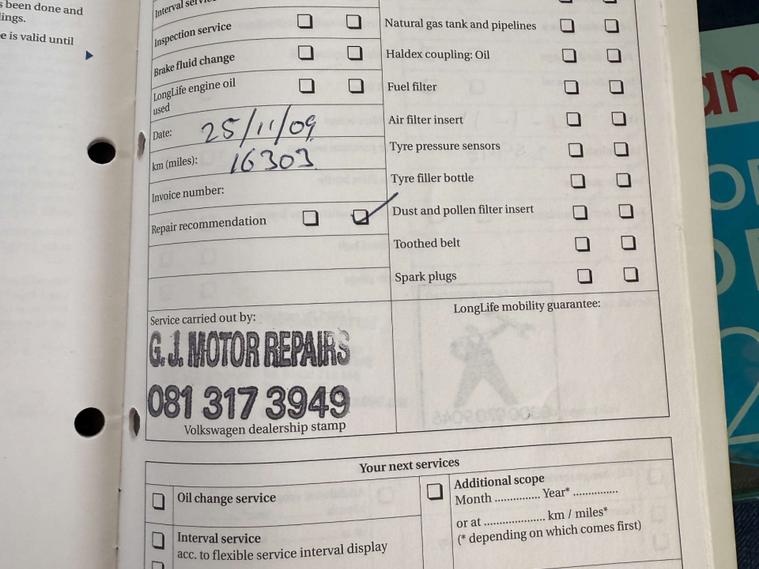 s been done and
ings.
e is valid until
Interval
Inspection service
Brake fluid change
LongLife engine oil
used
Date: 25/11/09
km (miles): 16303
Invoice number:
Repair recommendation
Natural gas tank and pipelines
Haldex coupling: Oil
Fuel filter
Air filter insert
Tyre pressure sensors
Tyre filler bottle
Dust and pollen filter insert
Toothed belt
Spark plugs
Service carried out by:
G.J. MOTOR REPAIRS
081 317 3949
Volkswagen dealership stamp
LongLife mobility guarantee:
Your next services
Oil change service
Interval service
acc. to flexible service interval display
Additional scope
Month .............. Year* ..............
or at ................... km / miles*
(* depending on which comes first)